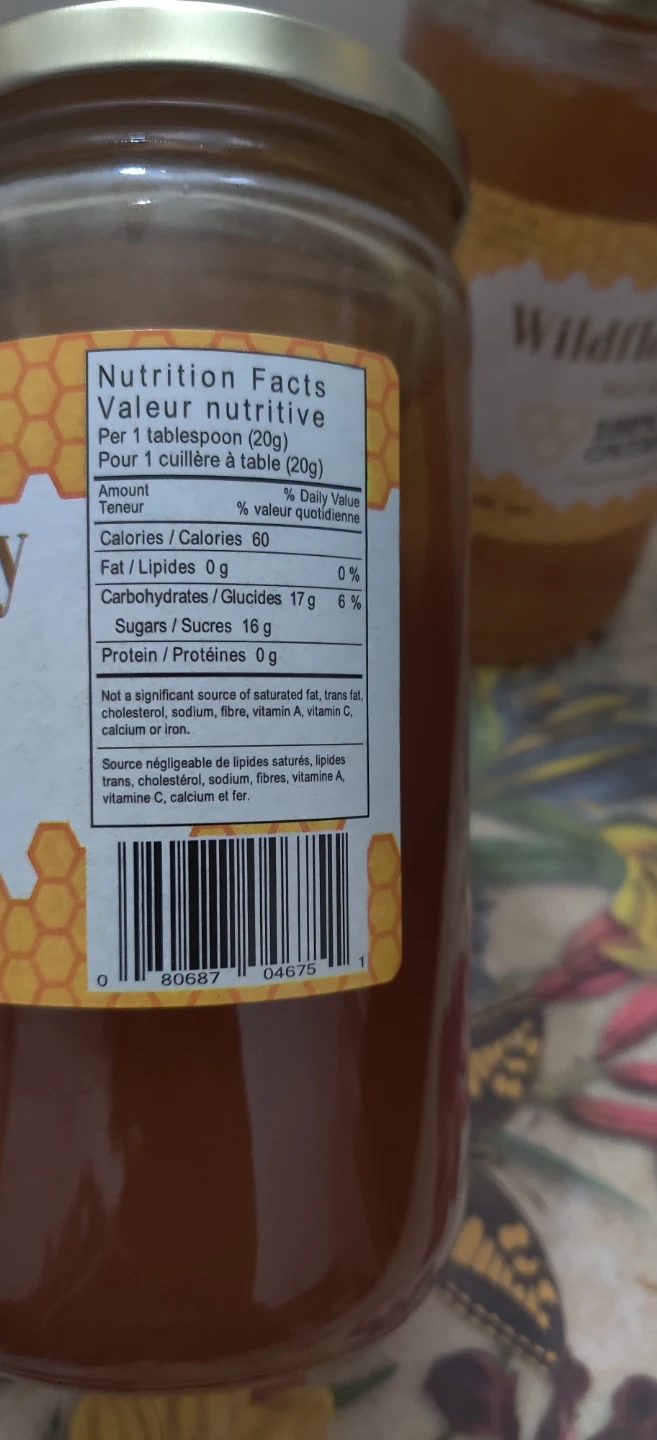 Nutrition Facts
Valeur nutritive
Per 1 tablespoon (20g)
Pour 1 cuillère à table (20g)
Amount % Daily Value
Teneur % valeur quotidienne
Calories / Calories 60
Fat / Lipides 0 g 0 %
Carbohydrates / Glucides 17 g 6 %
Sugars / Sucres 16 g
Protein / Protéines 0 g
Not a significant source of saturated fat, trans fat,
cholesterol, sodium, fibre, vitamin A, vitamin C,
calcium or iron.
Source négligeable de lipides saturés, lipides
trans, cholestérol, sodium, fibres, vitamine A,
vitamine C, calcium et fer.
0 80687 04675 1
y
Wildfl